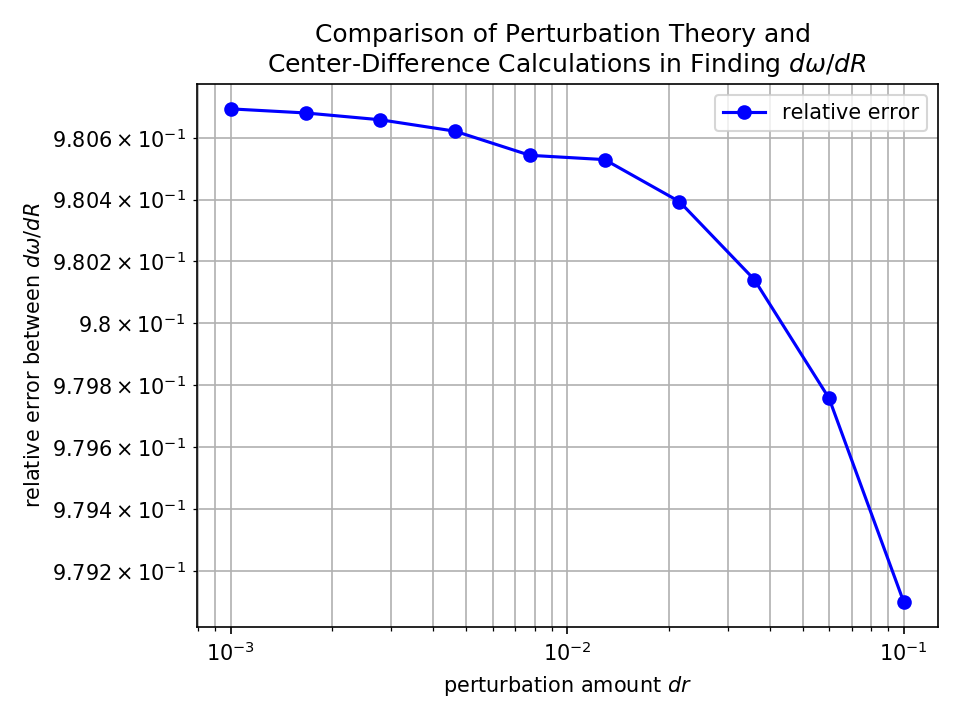 Comparison of Perturbation Theory and
Center-Difference Calculations in Finding dω/dR
relative error
relative error between dω/dR
9.806 × 10⁻¹
9.804 × 10⁻¹
9.802 × 10⁻¹
9.8 × 10⁻¹
9.798 × 10⁻¹
9.796 × 10⁻¹
9.794 × 10⁻¹
9.792 × 10⁻¹
10⁻³ 10⁻² 10⁻¹
perturbation amount dr